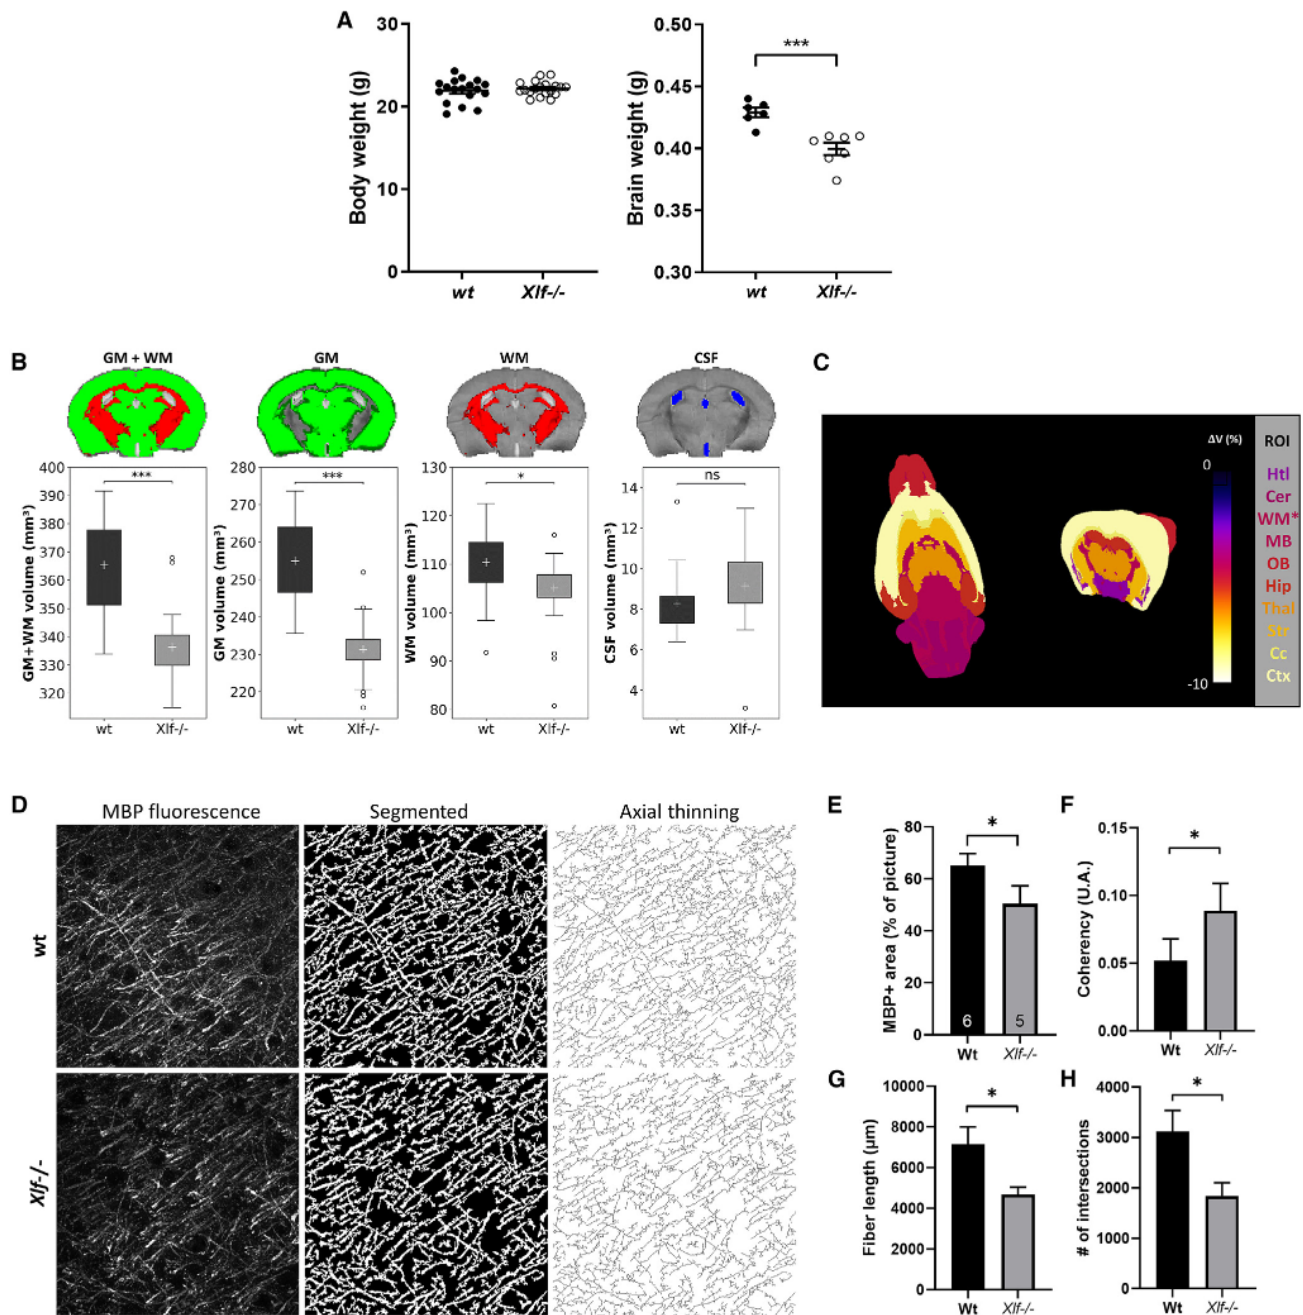 A
Body weight (g)
30
20
10
0
wt
Xlf-/-
Brain weight (g)
0.50
0.45
0.40
0.35
0.30
***
wt
Xlf-/-
B
GM + WM
GM
WM
CSF
GM+WM volume (mm³)
400
390
380
370
360
350
340
330
320
***
wt
Xlf-/-
GM volume (mm³)
280
270
260
250
240
230
220
***
wt
Xlf-/-
WM volume (mm³)
130
120
110
100
90
80
*
wt
Xlf-/-
CSF volume (mm³)
14
12
10
8
6
4
ns
wt
Xlf-/-
C
ΔV (%)
0
-10
ROI
Htl
Cer
WM*
MB
OB
Hip
Thal
Str
Cc
Ctx
D
MBP fluorescence
Segmented
Axial thinning
wt
Xlf-/-
E
MBP+ area (% of picture)
80
60
40
20
0
*
6
5
Wt
Xlf-/-
F
Coherency (U.A.)
0.15
0.10
0.05
0.00
*
Wt
Xlf-/-
G
Fiber length (µm)
10000
8000
6000
4000
2000
0
*
Wt
Xlf-/-
H
# of intersections
4000
3000
2000
1000
0
*
Wt
Xlf-/-